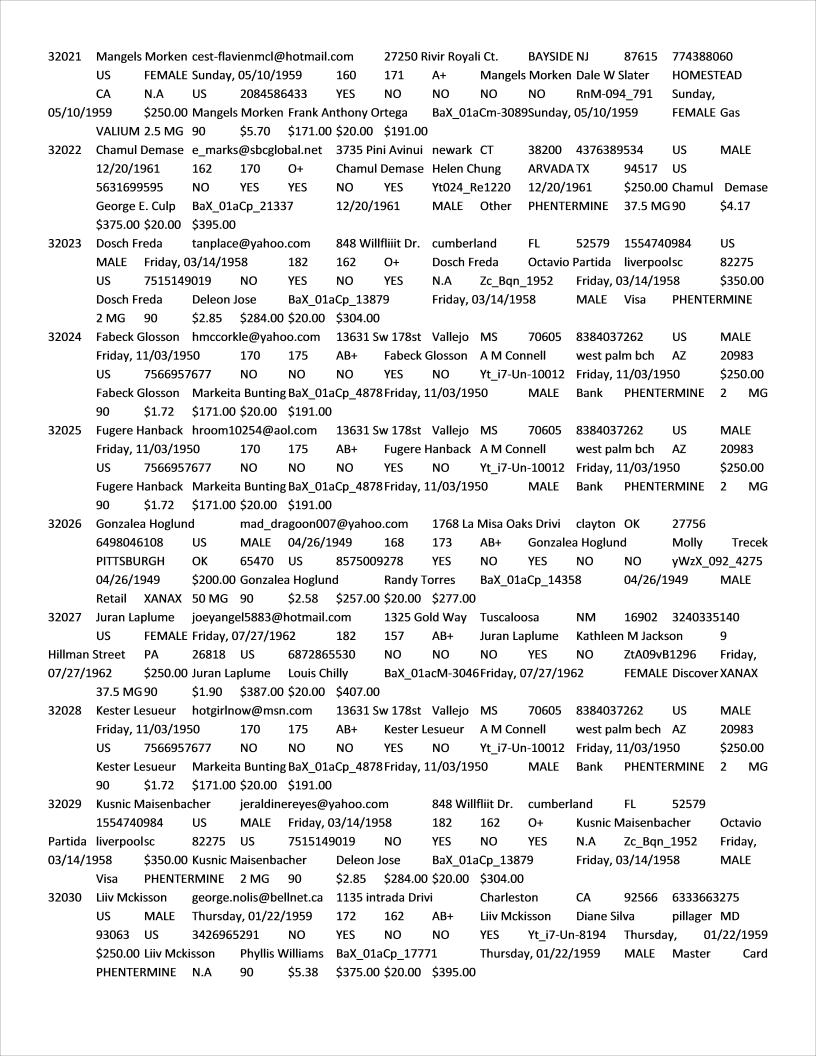 32021 Mangels Morken cest-flavienmcl@hotmail.com 27250 Rivir Royali Ct. BAYSIDE NJ 87615 774388060
US FEMALE Sunday, 05/10/1959 160 171 A+ Mangels Morken Dale W Slater HOMESTEAD
CA N.A US 2084586433 YES NO NO NO NO RnM-094_791 Sunday,
05/10/1959 $250.00 Mangels Morken Frank Anthony Ortega BaX_01aCm-3089 Sunday, 05/10/1959 FEMALE Gas
VALIUM 2.5 MG 90 $5.70 $171.00 $20.00 $191.00
32022 Chamul Demase e_marks@sbcglobal.net 3735 Pini Avinui newark CT 38200 4376389534 US MALE
12/20/1961 162 170 O+ Chamul Demase Helen Chung ARVADA TX 94517 US
5631699595 NO YES YES NO YES Yt024_Re1220 12/20/1961 $250.00 Chamul Demase
George E. Culp BaX_01aCp_21337 12/20/1961 MALE Other PHENTERMINE 37.5 MG 90 $4.17
$375.00 $20.00 $395.00
32023 Dosch Freda tanplace@yahoo.com 848 Willfliiit Dr. cumberland FL 52579 1554740984 US
MALE Friday, 03/14/1958 182 162 O+ Dosch Freda Octavio Partida liverpoolsc 82275
US 7515149019 NO YES NO YES N.A Zc_Bqn_1952 Friday, 03/14/1958 $350.00
Dosch Freda Deleon Jose BaX_01aCp_13879 Friday, 03/14/1958 MALE Visa PHENTERMINE
2 MG 90 $2.85 $284.00 $20.00 $304.00
32024 Fabeck Glosson hmccorkle@yahoo.com 13631 Sw 178st Vallejo MS 70605 8384037262 US MALE
Friday, 11/03/1950 170 175 AB+ Fabeck Glosson A M Connell west palm bch AZ 20983
US 7566957677 NO NO NO YES NO Yt_i7-Un-10012 Friday, 11/03/1950 $250.00
Fabeck Glosson Markeita Bunting BaX_01aCp_4878 Friday, 11/03/1950 MALE Bank PHENTERMINE 2 MG
90 $1.72 $171.00 $20.00 $191.00
32025 Fugere Hanback hroom10254@aol.com 13631 Sw 178st Vallejo MS 70605 8384037262 US MALE
Friday, 11/03/1950 170 175 AB+ Fugere Hanback A M Connell west palm bch AZ 20983
US 7566957677 NO NO NO YES NO Yt_i7-Un-10012 Friday, 11/03/1950 $250.00
Fugere Hanback Markeita Bunting BaX_01aCp_4878 Friday, 11/03/1950 MALE Bank PHENTERMINE 2 MG
90 $1.72 $171.00 $20.00 $191.00
32026 Gonzalea Hoglund mad_dragoon007@yahoo.com 1768 La Misa Oaks Drivi clayton OK 27756
6498046108 US MALE 04/26/1949 168 173 AB+ Gonzalea Hoglund Molly Trecek
PITTSBURGH OK 65470 US 8575009278 YES NO YES NO NO yWzX_092_4275
04/26/1949 $200.00 Gonzalea Hoglund Randy Torres BaX_01aCp_14358 04/26/1949 MALE
Retail XANAX 50 MG 90 $2.58 $257.00 $20.00 $277.00
32027 Juran Laplume joeyangel5883@hotmail.com 1325 Gold Way Tuscaloosa NM 16902 3240335140
US FEMALE Friday, 07/27/1962 182 157 AB+ Juran Laplume Kathleen M Jackson 9
Hillman Street PA 26818 US 6872865530 NO NO NO YES NO ZtA09vB1296 Friday,
07/27/1962 $250.00 Juran Laplume Louis Chilly BaX_01acM-3046 Friday, 07/27/1962 FEMALE Discover XANAX
37.5 MG 90 $1.90 $387.00 $20.00 $407.00
32028 Kester Lesueur hotgirlnow@msn.com 13631 Sw 178st Vallejo MS 70605 8384037262 US MALE
Friday, 11/03/1950 170 175 AB+ Kester Lesueur A M Connell west palm bech AZ 20983
US 7566957677 NO NO NO YES NO Yt_i7-Un-10012 Friday, 11/03/1950 $250.00
Kester Lesueur Markeita Bunting BaX_01aCp_4878 Friday, 11/03/1950 MALE Bank PHENTERMINE 2 MG
90 $1.72 $171.00 $20.00 $191.00
32029 Kusnic Maisenbacher jeraldinereyes@yahoo.com 848 Willfliit Dr. cumberland FL 52579
1554740984 US MALE Friday, 03/14/1958 182 162 O+ Kusnic Maisenbacher Octavio
Partida liverpoolsc 82275 US 7515149019 NO YES NO YES N.A Zc_Bqn_1952 Friday,
03/14/1958 $350.00 Kusnic Maisenbacher Deleon Jose BaX_01aCp_13879 Friday, 03/14/1958 MALE
Visa PHENTERMINE 2 MG 90 $2.85 $284.00 $20.00 $304.00
32030 Liiv Mckisson george.nolis@bellnet.ca 1135 intrada Drivi Charleston CA 92566 6333663275
US MALE Thursday, 01/22/1959 172 162 AB+ Liiv Mckisson Diane Silva pillager MD
93063 US 3426965291 NO YES NO NO YES Yt_i7-Un-8194 Thursday, 01/22/1959
$250.00 Liiv Mckisson Phyllis Williams BaX_01aCp_17771 Thursday, 01/22/1959 MALE Master Card
PHENTERMINE N.A 90 $5.38 $375.00 $20.00 $395.00